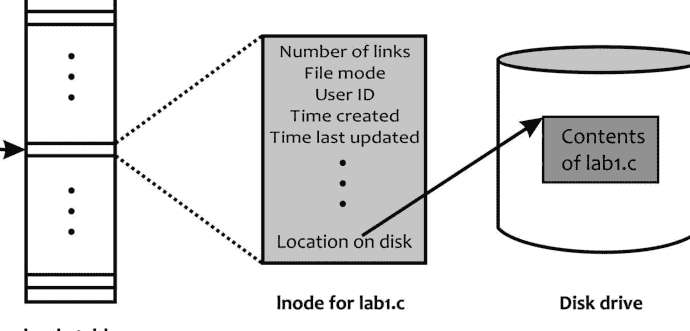 Number of links
File mode
User ID
Time created
Time last updated
Location on disk
Contents
of lab1.c
Inode for lab1.c
Disk drive